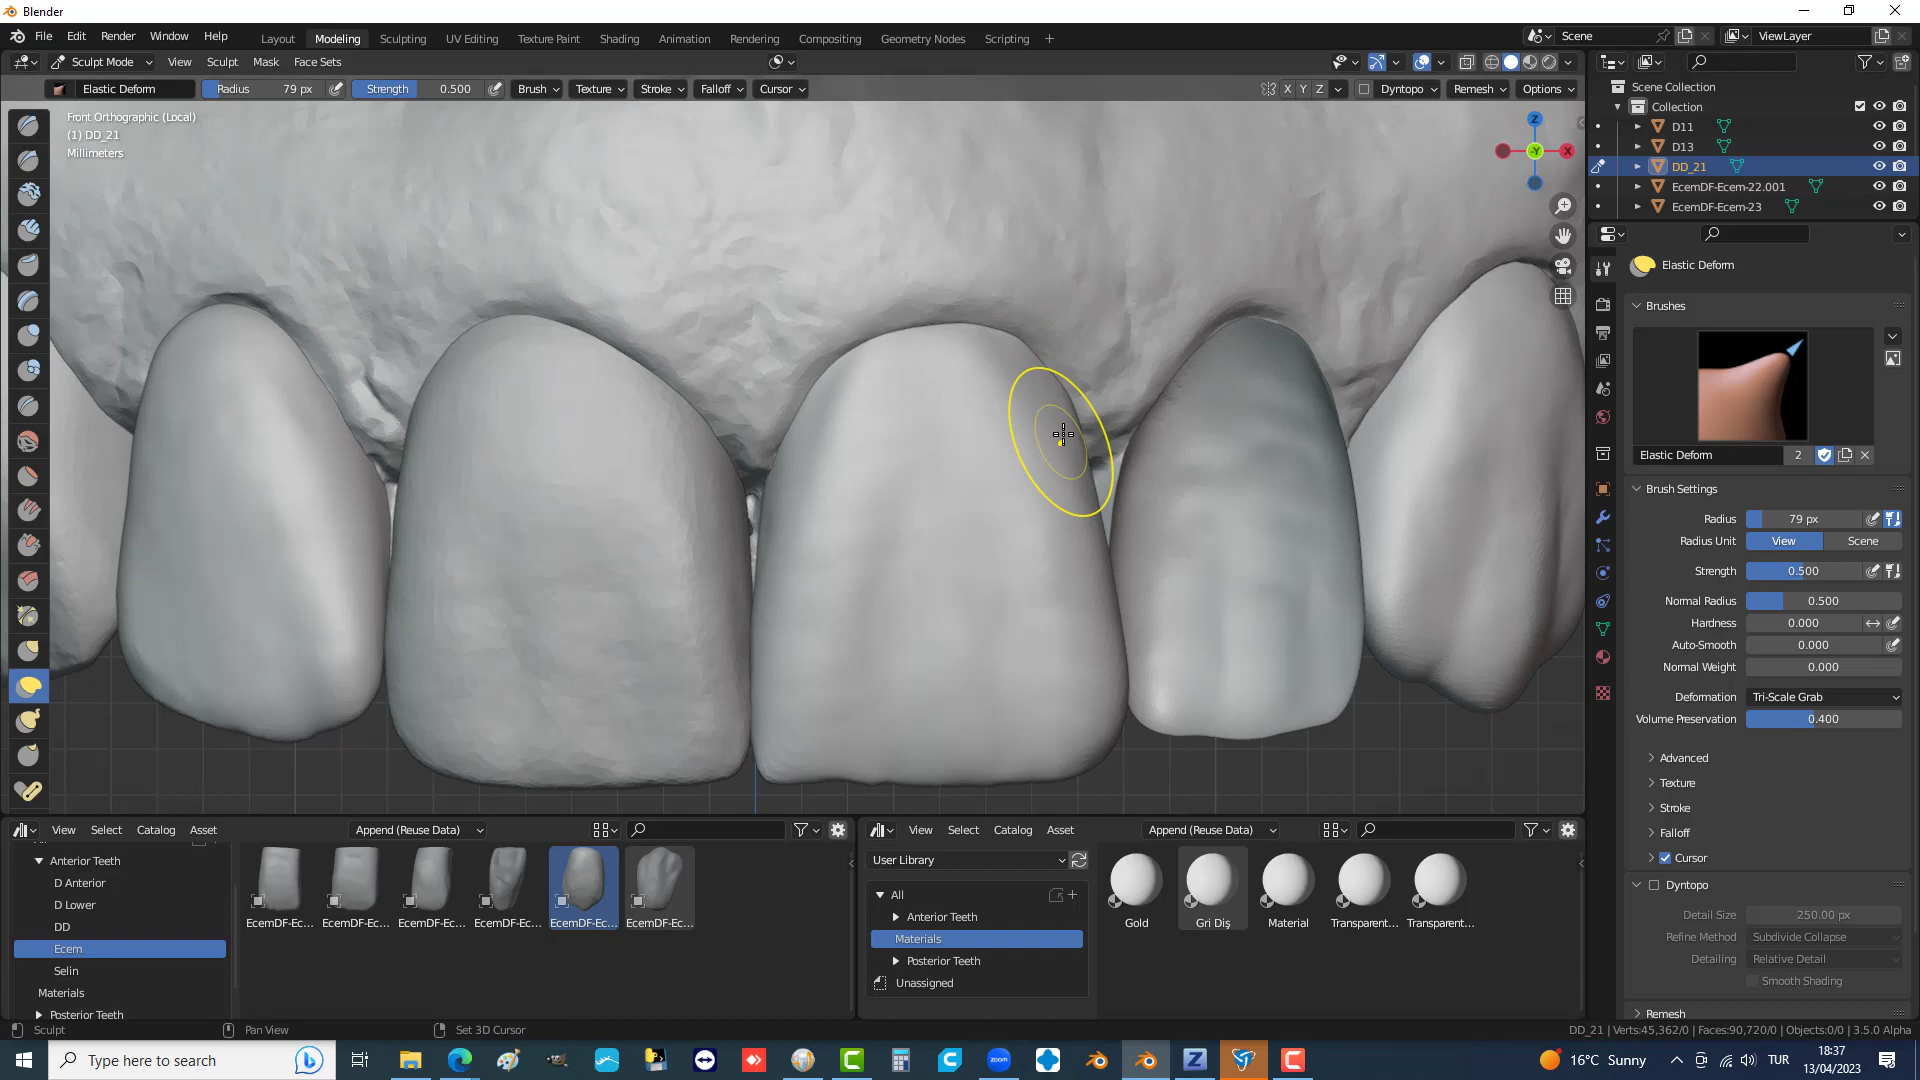 Blender
File Edit Render Window Help
Layout Modeling Sculpting UV Editing Texture Paint Shading Animation Rendering Compositing Geometry Nodes Scripting +
Scene
ViewLayer
Sculpt Mode View Sculpt Mask Face Sets
Elastic Deform Radius 79 px Strength 0.500 Brush Texture Stroke Falloff Cursor
X Y Z Dyntopo Remesh Options
Front Orthographic (Local)
(1) DD_21
Millimeters
Z
-Y
X
Scene Collection
Collection
D11
D13
DD_21
EcemDF-Ecem-22.001
EcemDF-Ecem-23
Elastic Deform
Brushes
Elastic Deform 2
Brush Settings
Radius 79 px
Radius Unit View Scene
Strength 0.500
Normal Radius 0.500
Hardness 0.000
Auto-Smooth 0.000
Normal Weight 0.000
Deformation Tri-Scale Grab
Volume Preservation 0.400
Advanced
Texture
Stroke
Falloff
Cursor
Dyntopo
Detail Size 250.00 px
Refine Method Subdivide Collapse
Detailing Relative Detail
Smooth Shading
Remesh
View Select Catalog Asset Append (Reuse Data)
Anterior Teeth
D Anterior
D Lower
DD
Ecem
Selin
Materials
Posterior Teeth
EcemDF-Ec... EcemDF-Ec... EcemDF-Ec... EcemDF-Ec... EcemDF-Ec... EcemDF-Ec...
View Select Catalog Asset Append (Reuse Data)
User Library
All
Anterior Teeth
Materials
Posterior Teeth
Unassigned
Gold Gri Diş Material Transparent... Transparent...
Sculpt Pan View Set 3D Cursor
DD_21 | Verts:45,362/0 | Faces:90,720/0 | Objects:0/0 | 3.5.0 Alpha
Type here to search
zoom
16°C Sunny
TUR
18:37
13/04/2023